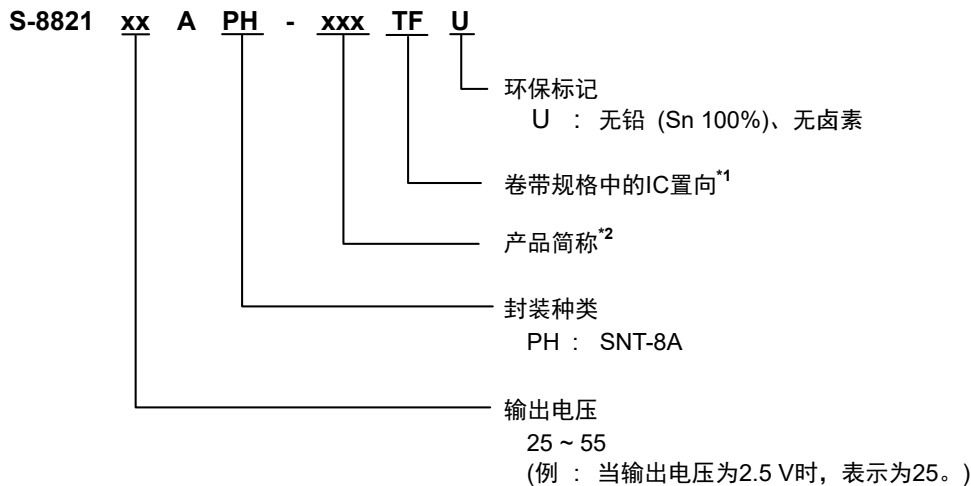 S-8821 xx A PH - xxx TF U
环保标记
U : 无铅 (Sn 100%)、无卤素
卷带规格中的IC置向*1
产品简称*2
封装种类
PH : SNT-8A
输出电压
25 ~ 55
(例 : 当输出电压为2.5 V时，表示为25。)